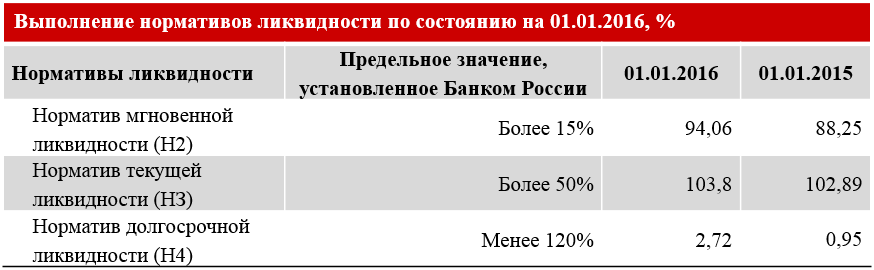 Выполнение нормативов ликвидности по состоянию на 01.01.2016, %
Нормативы ликвидности
Предельное значение,
установленное Банком России
01.01.2016
01.01.2015
Норматив мгновенной
ликвидности (Н2)
Более 15%
94,06
88,25
Норматив текущей
ликвидности (Н3)
Более 50%
103,8
102,89
Норматив долгосрочной
ликвидности (Н4)
Менее 120%
2,72
0,95